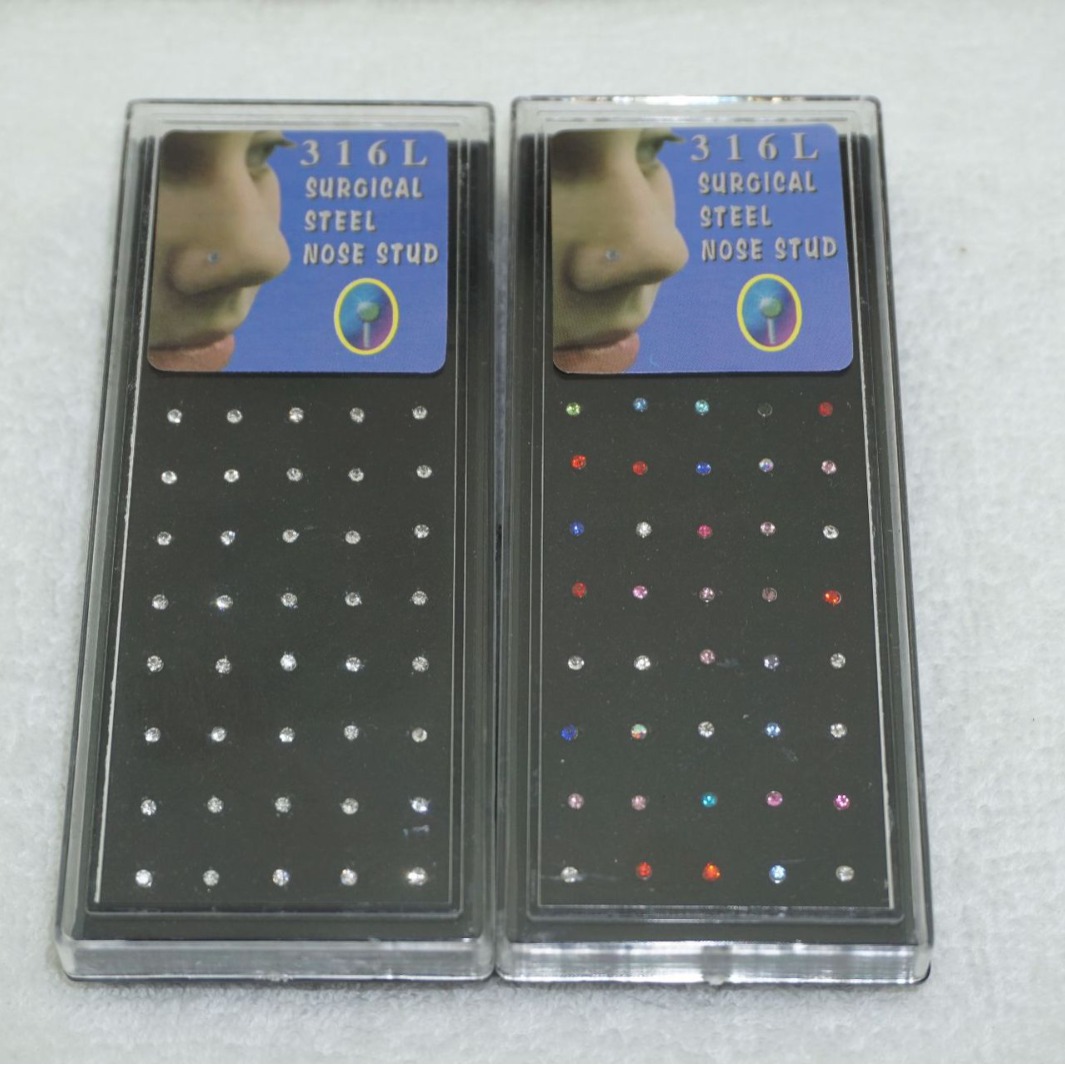 316L
SURGICAL
STEEL
NOSE STUD
316L
SURGICAL
STEEL
NOSE STUD